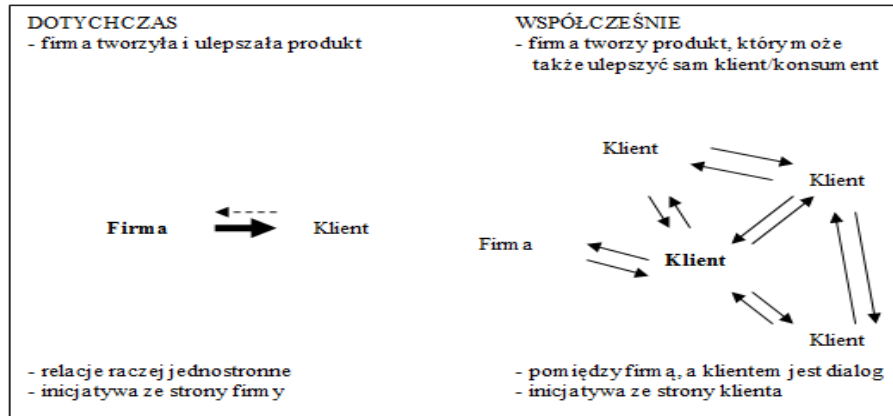 DOTYCHCZAS
- firma tworzyła i ulepszała produkt
Firma
Klient
- relacje raczej jednostronne
- inicjatywa ze strony firmy
WSPÓŁCZEŚNIE
- firma tworzy produkt, który może
także ulepszyć sam klient/konsument
Klient
Klient
Firma
Klient
Klient
- pomiędzy firmą, a klientem jest dialog
- inicjatywa ze strony klienta